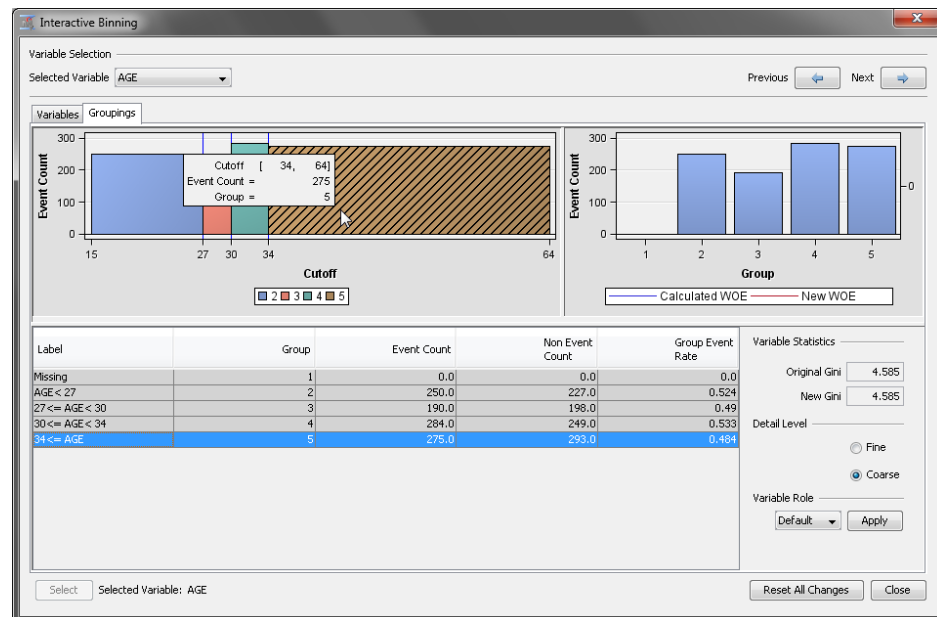 Interactive Binning
Variable Selection
Selected Variable AGE Previous Next
Variables Groupings
Event Count
300
200
100
0
15 27 30 34 64
Cutoff
Cutoff [ 34, 64]
Event Count = 275
Group = 5
2 3 4 5
Event Count
300
200
100
0
0
1 2 3 4 5
Group
Calculated WOE New WOE
Label Group Event Count Non Event Count Group Event Rate
Missing 1 0.0 0.0 0.0
AGE< 27 2 250.0 227.0 0.524
27<= AGE< 30 3 190.0 198.0 0.49
30<= AGE< 34 4 284.0 249.0 0.533
34<= AGE 5 275.0 293.0 0.484
Variable Statistics
Original Gini 4.585
New Gini 4.585
Detail Level
Fine
Coarse
Variable Role
Default Apply
Select Selected Variable: AGE Reset All Changes Close